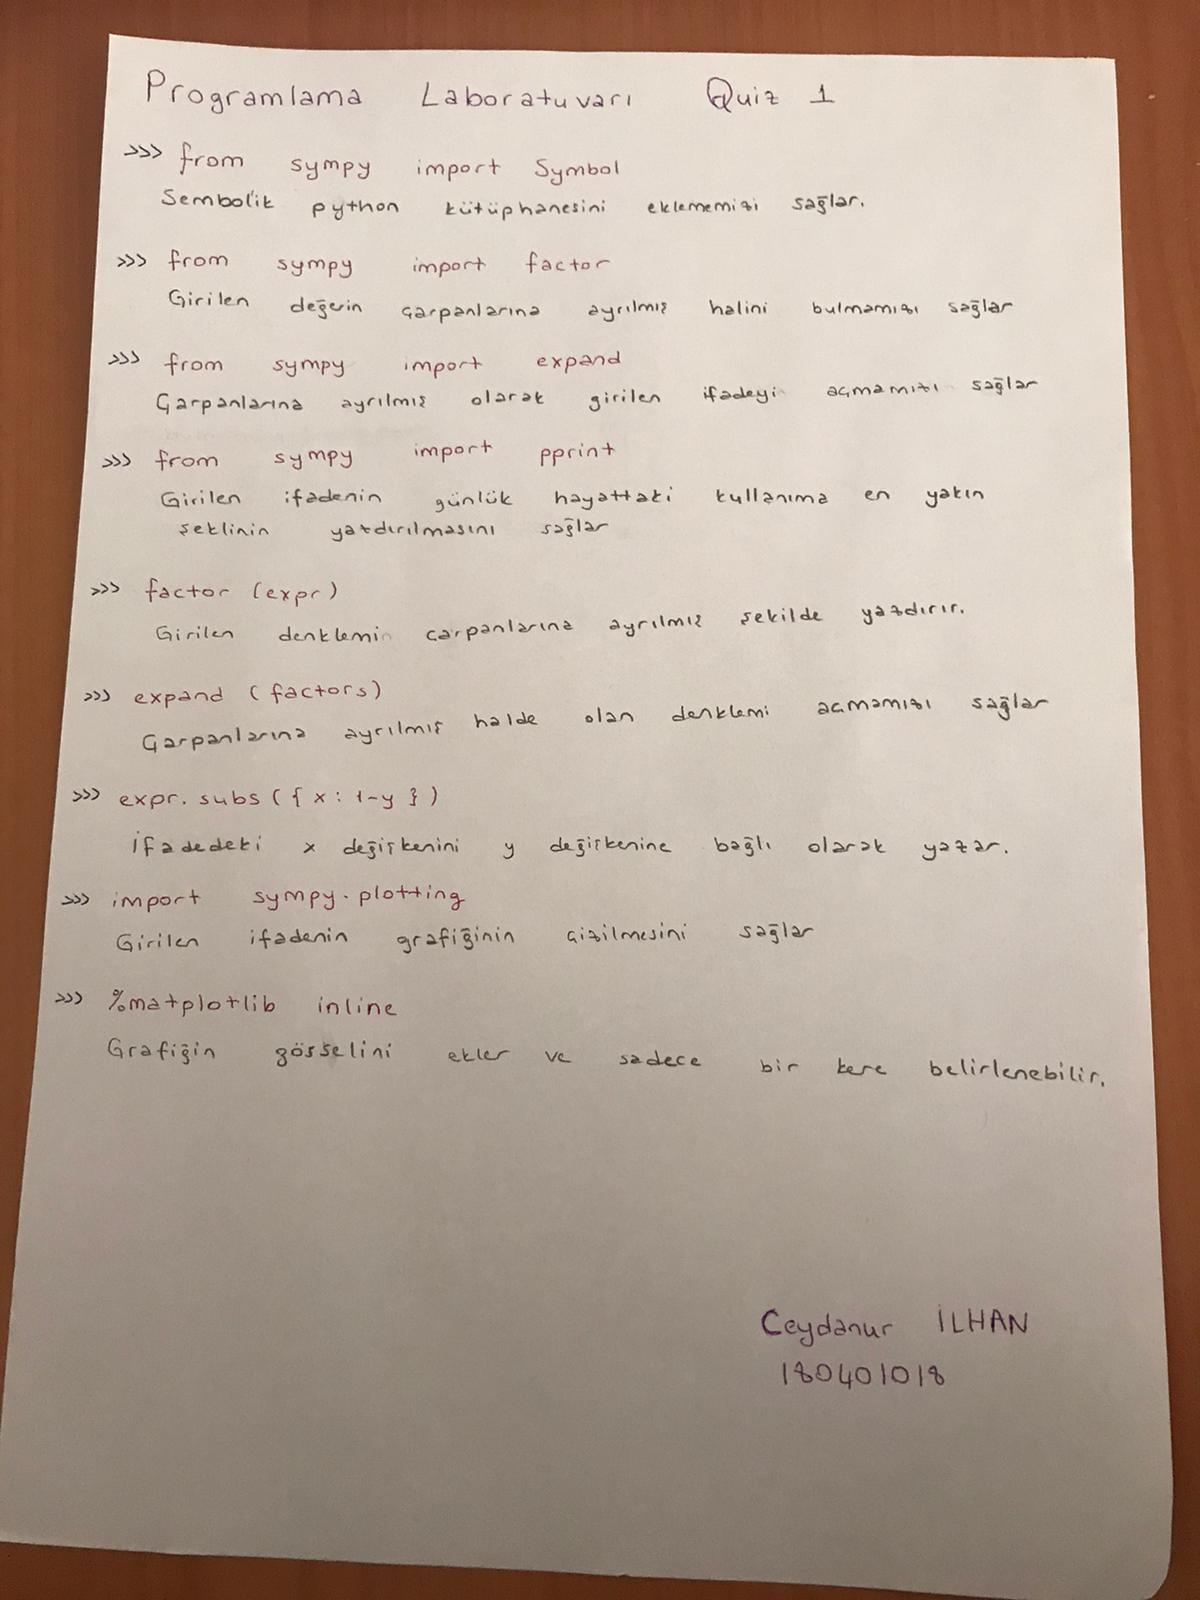 Programlama Laboratuvarı Quiz 1
>>> from sympy import Symbol
Sembolik python kütüphanesini eklememizi sağlar.
>>> from sympy import factor
Girilen değerin çarpanlarına ayrılmış halini bulmamızı sağlar
>>> from sympy import expand
Çarpanlarına ayrılmış olarak girilen ifadeyi açmamızı sağlar
>>> from sympy import pprint
Girilen ifadenin günlük hayattaki kullanıma en yakın
şeklinin yazdırılmasını sağlar
>>> factor (expr)
Girilen denklemin çarpanlarına ayrılmış şekilde yazdırır.
>>> expand (factors)
Çarpanlarına ayrılmış halde olan denklemi açmamızı sağlar
>>> expr.subs ({x: 1-y })
İfadedeki x değişkenini y değişkenine bağlı olarak yazar.
>>> import sympy.plotting
Girilen ifadenin grafiğinin çizilmesini sağlar
>>> %matplotlib inline
Grafiğin görselini ekler ve sadece bir kere belirlenebilir.
Ceydanur İLHAN
180401018